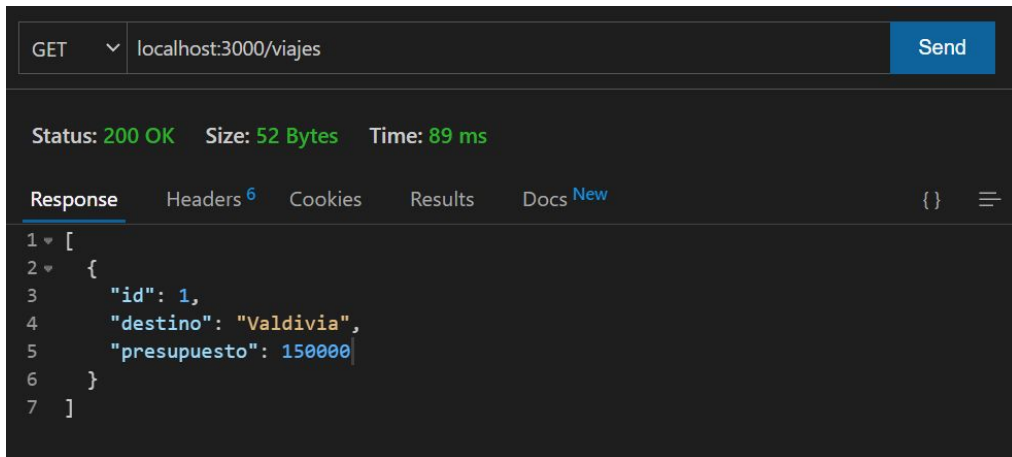 GET localhost:3000/viajes Send
Status: 200 OK Size: 52 Bytes Time: 89 ms
Response Headers 6 Cookies Results Docs New { }
1 [
2 {
3 "id": 1,
4 "destino": "Valdivia",
5 "presupuesto": 150000
6 }
7 ]